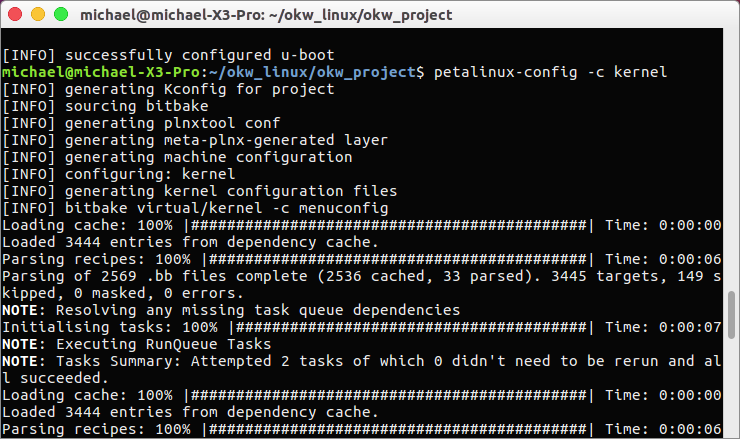 michael@michael-X3-Pro: ~/okw_linux/okw_project
[INFO] successfully configured u-boot
michael@michael-X3-Pro:~/okw_linux/okw_project$ petalinux-config -c kernel
[INFO] generating Kconfig for project
[INFO] sourcing bitbake
[INFO] generating plnxtool conf
[INFO] generating meta-plnx-generated layer
[INFO] generating machine configuration
[INFO] configuring: kernel
[INFO] generating kernel configuration files
[INFO] bitbake virtual/kernel -c menuconfig
Loading cache: 100% |############################################| Time: 0:00:00
Loaded 3444 entries from dependency cache.
Parsing recipes: 100% |##########################################| Time: 0:00:06
Parsing of 2569 .bb files complete (2536 cached, 33 parsed). 3445 targets, 149 s
kipped, 0 masked, 0 errors.
NOTE: Resolving any missing task queue dependencies
Initialising tasks: 100% |#######################################| Time: 0:00:07
NOTE: Executing RunQueue Tasks
NOTE: Tasks Summary: Attempted 2 tasks of which 0 didn't need to be rerun and al
l succeeded.
Loading cache: 100% |############################################| Time: 0:00:00
Loaded 3444 entries from dependency cache.
Parsing recipes: 100% |##########################################| Time: 0:00:06